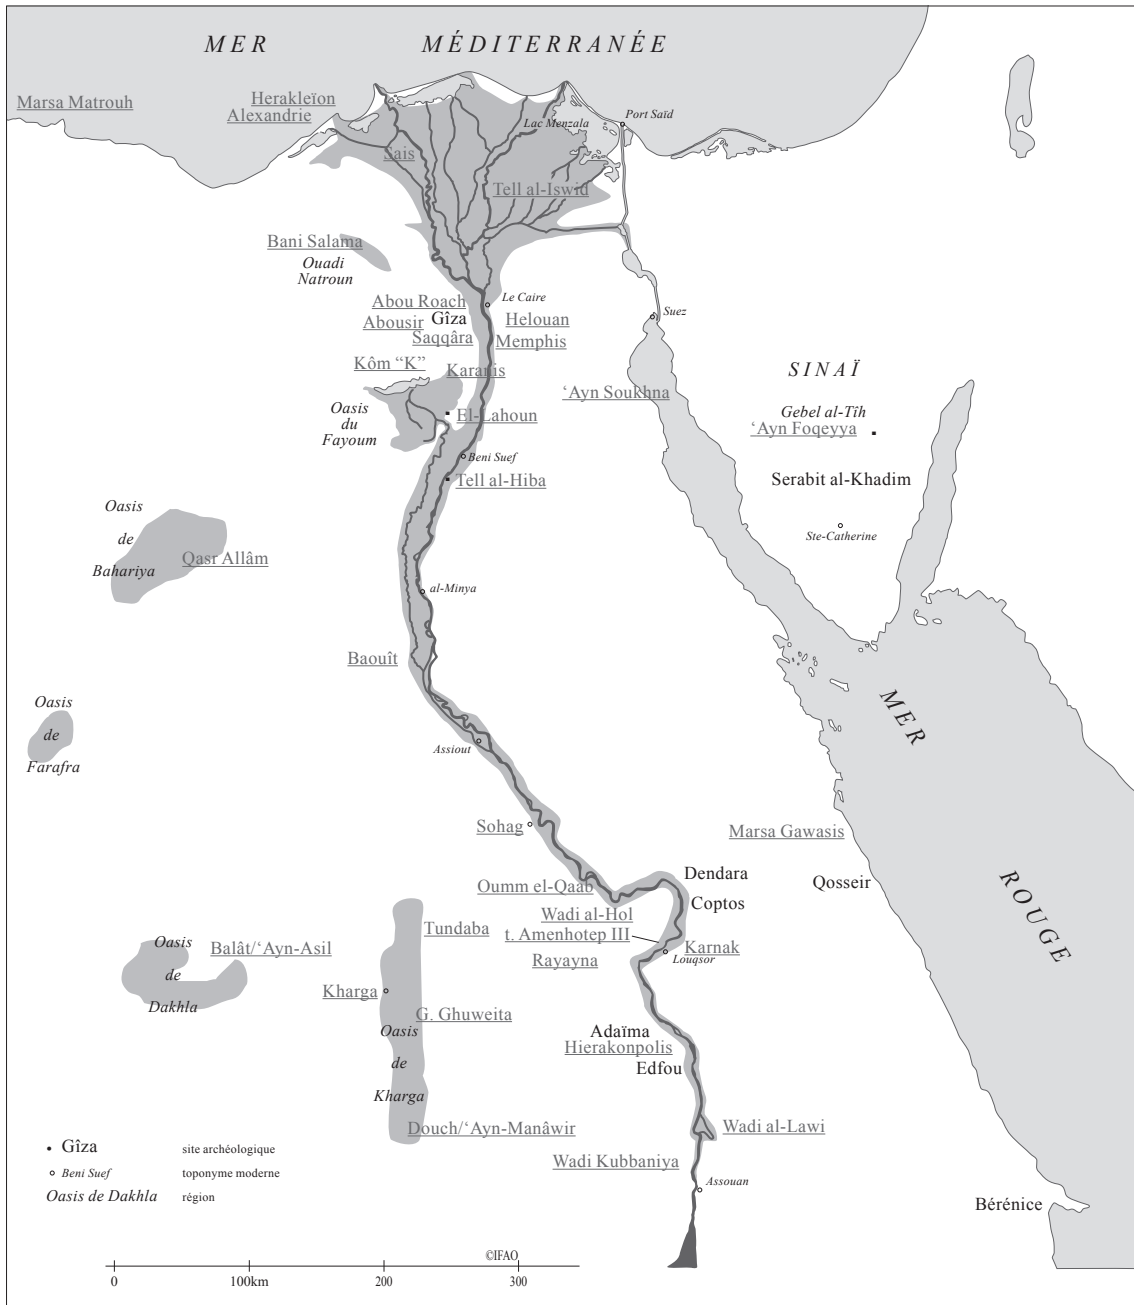 MER MÉDITERRANÉE
Marsa Matrouh
Herakleïon
Alexandrie
Lac Menzala
Port Saïd
Sais
Tell al-Iswid
Bani Salama
Ouadi
Natroun
Abou Roach
Le Caire
Abousir
Gîza
Helouan
Suez
Saqqâra
Memphis
Kôm “K”
Karanis
SINAÏ
‘Ayn Soukhna
Oasis
du
Fayoum
El-Lahoun
Gebel al-Tîh
‘Ayn Foqeyya
Beni Suef
Tell al-Hiba
Serabit al-Khadim
Oasis
de
Bahariya
Qasr Allâm
Ste-Catherine
al-Minya
Baouît
Oasis
de
Farafra
MER
Assiout
Sohag
Marsa Gawasis
Oumm el-Qaab
Dendara
Qosseir
Coptos
ROUGE
Wadi al-Hol
t. Amenhotep III
Tundaba
Karnak
Louqsor
Rayayna
Balât/‘Ayn-Asil
Oasis
de
Dakhla
Kharga
G. Ghuweita
Oasis
de
Kharga
Adaïma
Hierakonpolis
Edfou
Douch/‘Ayn-Manâwir
Wadi al-Lawi
Wadi Kubbaniya
Assouan
Bérénice
Gîza site archéologique
Beni Suef toponyme moderne
Oasis de Dakhla région
©IFAO
0 100km 200 300